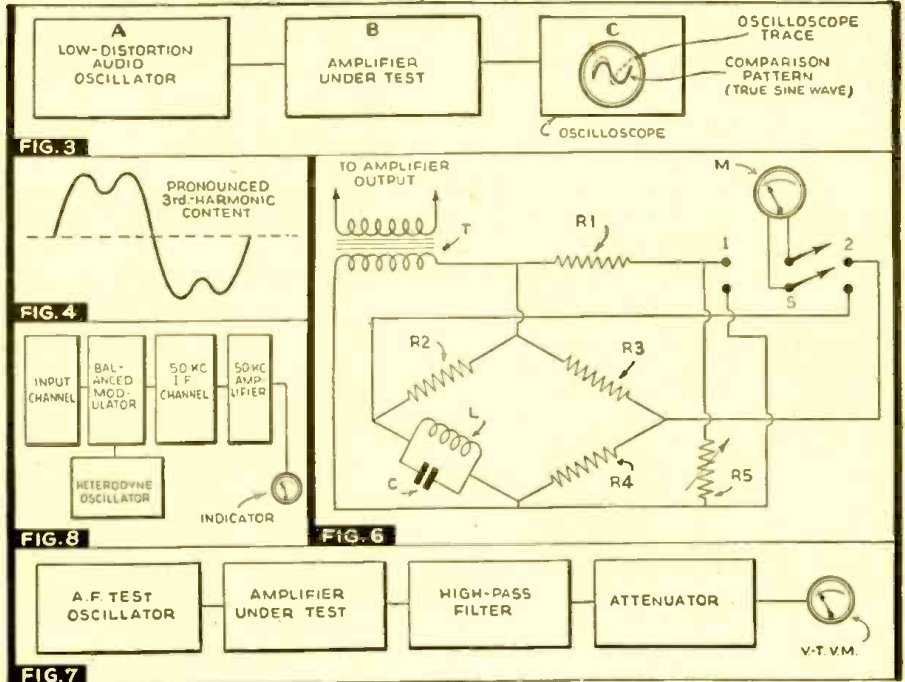 A
LOW-DISTORTION
AUDIO
OSCILLATOR
B
AMPLIFIER
UNDER TEST
C
OSCILLOSCOPE
TRACE
COMPARISON
PATTERN
(TRUE SINE WAVE)
OSCILLOSCOPE
FIG. 3
PRONOUNCED
3rd.-HARMONIC
CONTENT
FIG. 4
TO AMPLIFIER
OUTPUT
T
R1
M
1
2
S
R2
R3
L
C
R4
R5
FIG. 6
INPUT
CHANNEL
BAL-
ANCED
MOD-
ULATOR
50 KC
I F
CHANNEL
50 KC
AMP-
LIFIER
HETERODYNE
OSCILLATOR
INDICATOR
FIG. 8
A.F. TEST
OSCILLATOR
AMPLIFIER
UNDER TEST
HIGH-PASS
FILTER
ATTENUATOR
V.-T.V.M.
FIG. 7